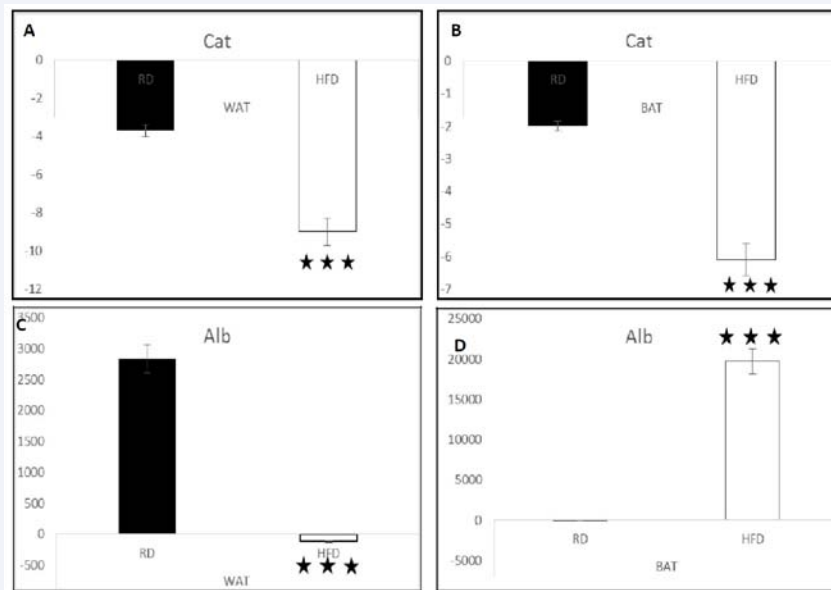 A
Cat
0
-2
-4
-6
-8
-10
-12
RD
HFD
WAT
★★★
B
Cat
0
-1
-2
-3
-4
-5
-6
-7
RD
HFD
BAT
★★★
C
Alb
3500
3000
2500
2000
1500
1000
500
0
-500
RD
HFD
★★★
WAT
D
Alb
★★★
25000
20000
15000
10000
5000
0
-5000
RD
HFD
BAT